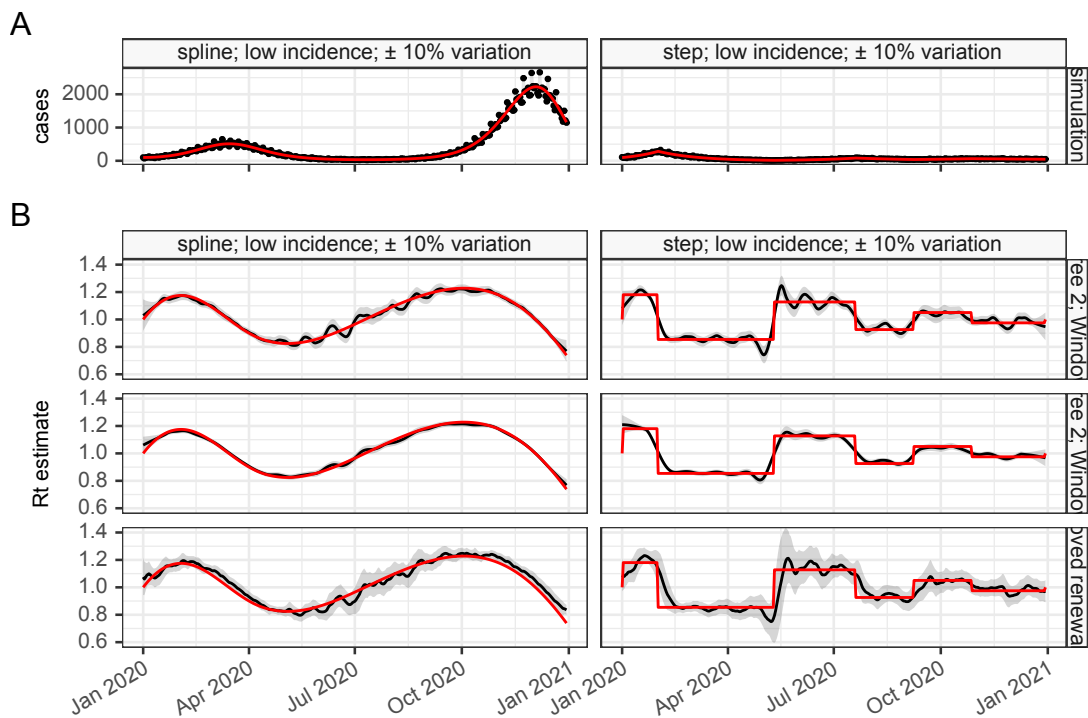 A
spline; low incidence; ± 10% variation
step; low incidence; ± 10% variation
cases
2000
1000
0
simulation
B
spline; low incidence; ± 10% variation
step; low incidence; ± 10% variation
Rt estimate
1.4
1.2
1.0
0.8
0.6
ee 2; Windo
1.4
1.2
1.0
0.8
0.6
ee 2; Windo
1.4
1.2
1.0
0.8
0.6
oved renewa
Jan 2020
Apr 2020
Jul 2020
Oct 2020
Jan 2021
Jan 2020
Apr 2020
Jul 2020
Oct 2020
Jan 2021